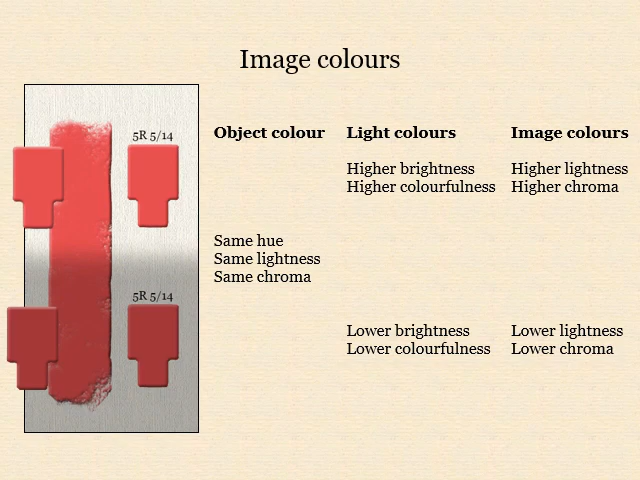 Image colours
5R 5/14
5R 5/14
Object colour
Same hue
Same lightness
Same chroma
Light colours
Higher brightness
Higher colourfulness
Lower brightness
Lower colourfulness
Image colours
Higher lightness
Higher chroma
Lower lightness
Lower chroma